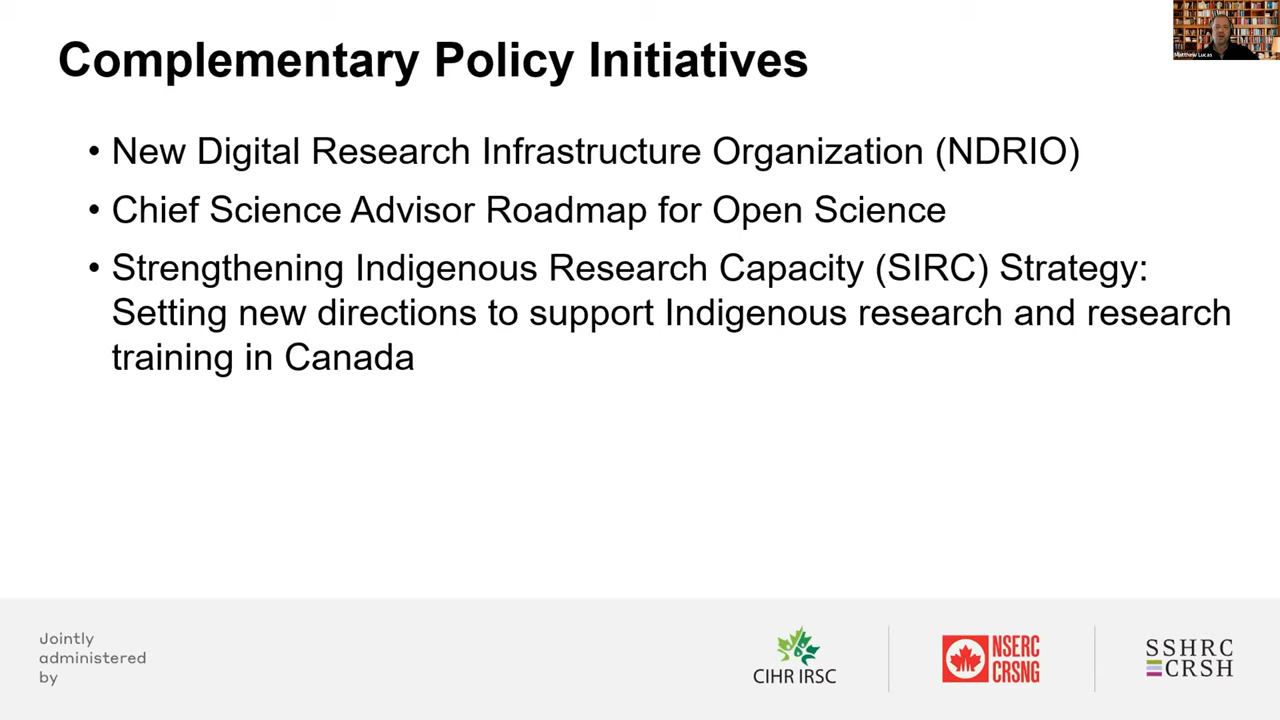 Complementary Policy Initiatives
Matthew Lucas
• New Digital Research Infrastructure Organization (NDRIO)
• Chief Science Advisor Roadmap for Open Science
• Strengthening Indigenous Research Capacity (SIRC) Strategy:
Setting new directions to support Indigenous research and research
training in Canada
Jointly
administered
by
CIHR IRSC
NSERC
CRSNG
SSHRC
CRSH